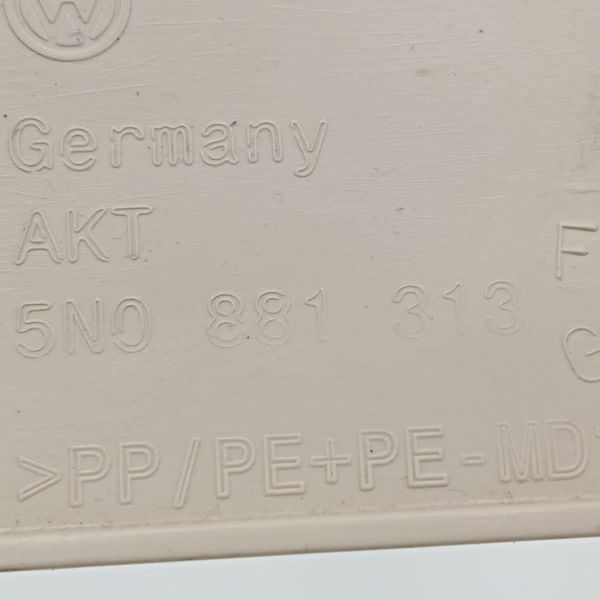 Germany
AKT
F
5N0 881 313
G
>PP/PE+PE-MD